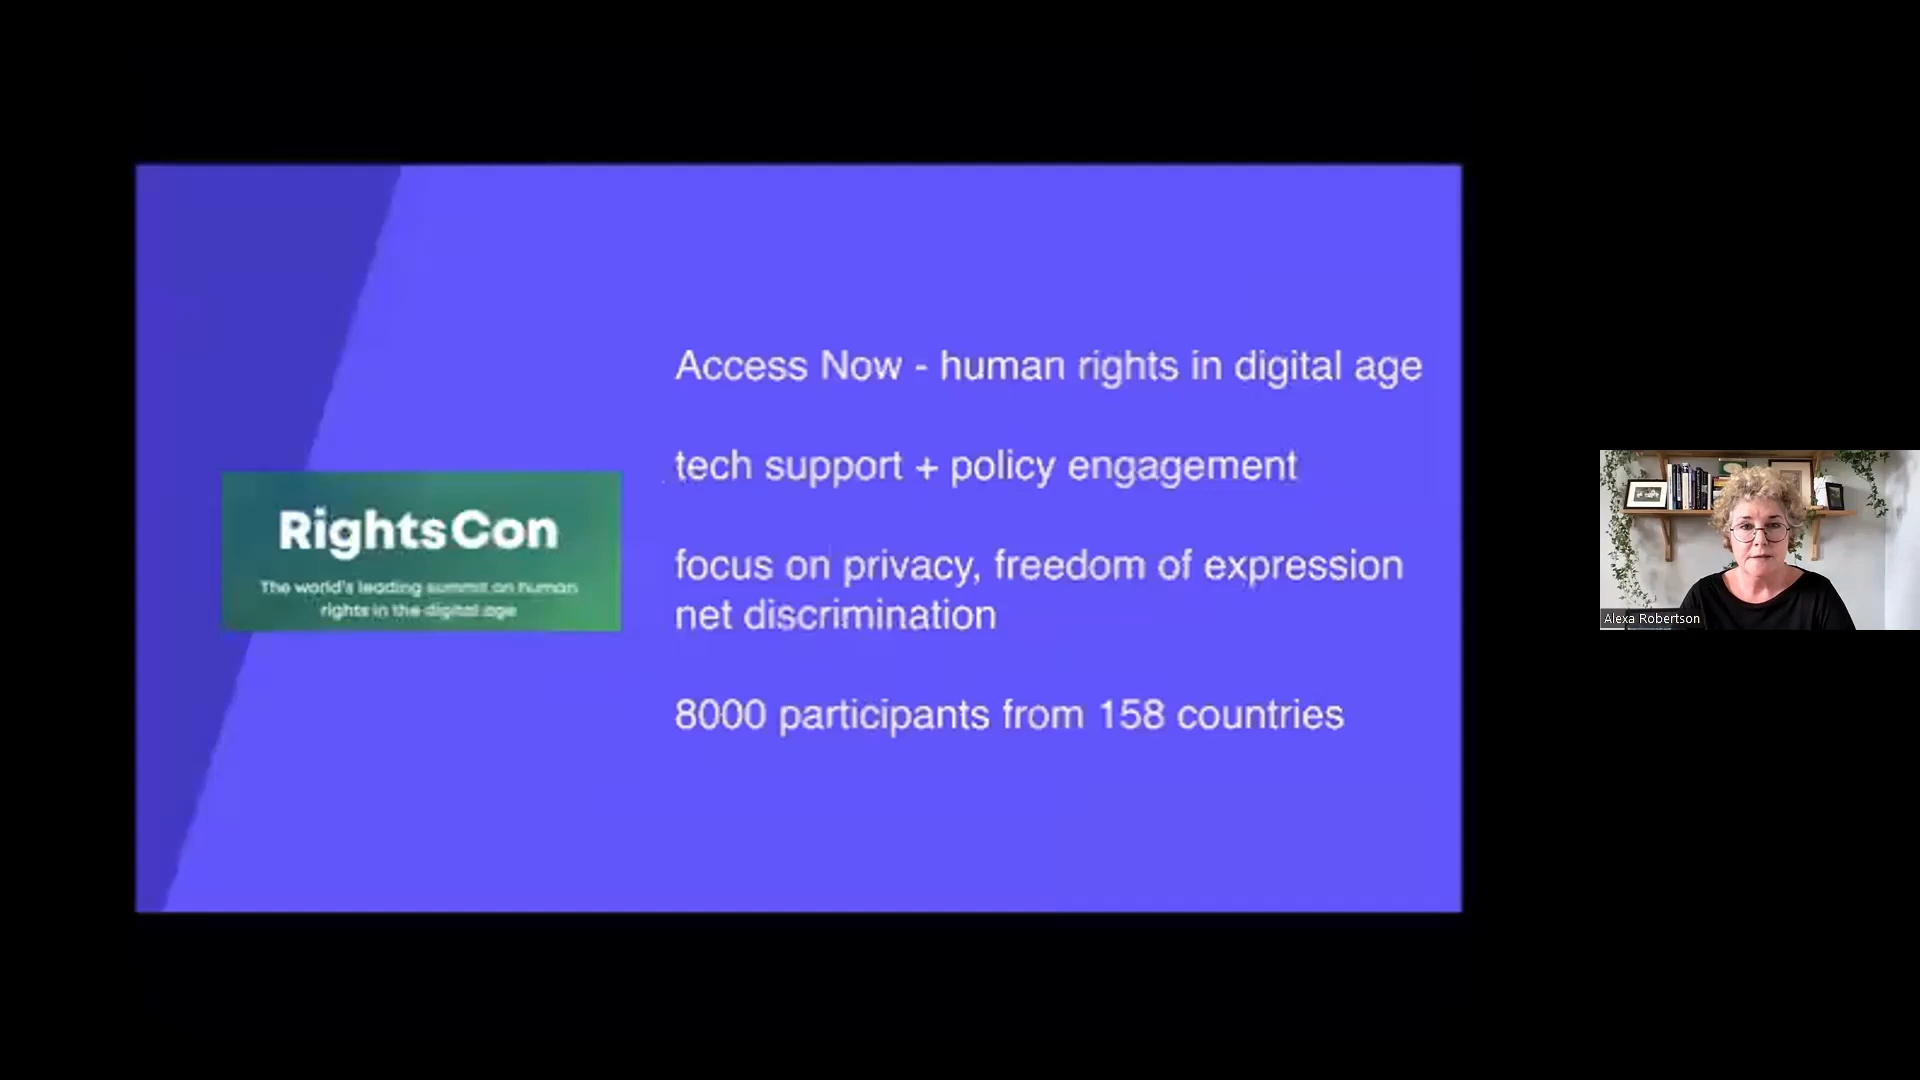 Access Now - human rights in digital age
tech support + policy engagement
focus on privacy, freedom of expression
net discrimination
8000 participants from 158 countries
RightsCon
The world's leading summit on human
rights in the digital age
Alexa Robertson